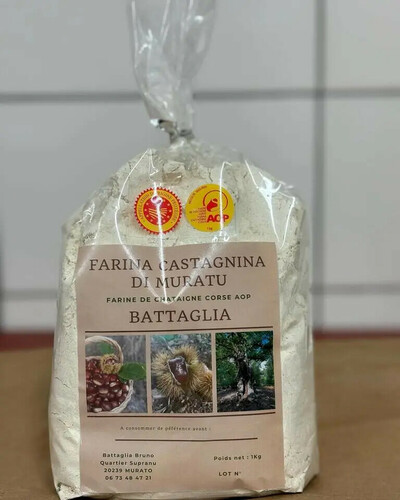 AOP
FARINA CASTAGNINA
DI MURATU
FARINE DE CHATAIGNE CORSE AOP
BATTAGLIA
A consommer de préférence avant :
Battaglia Bruno
Quartier Supranu
20239 MURATO
06 73 48 47 21
Poids net : 1Kg
LOT N°